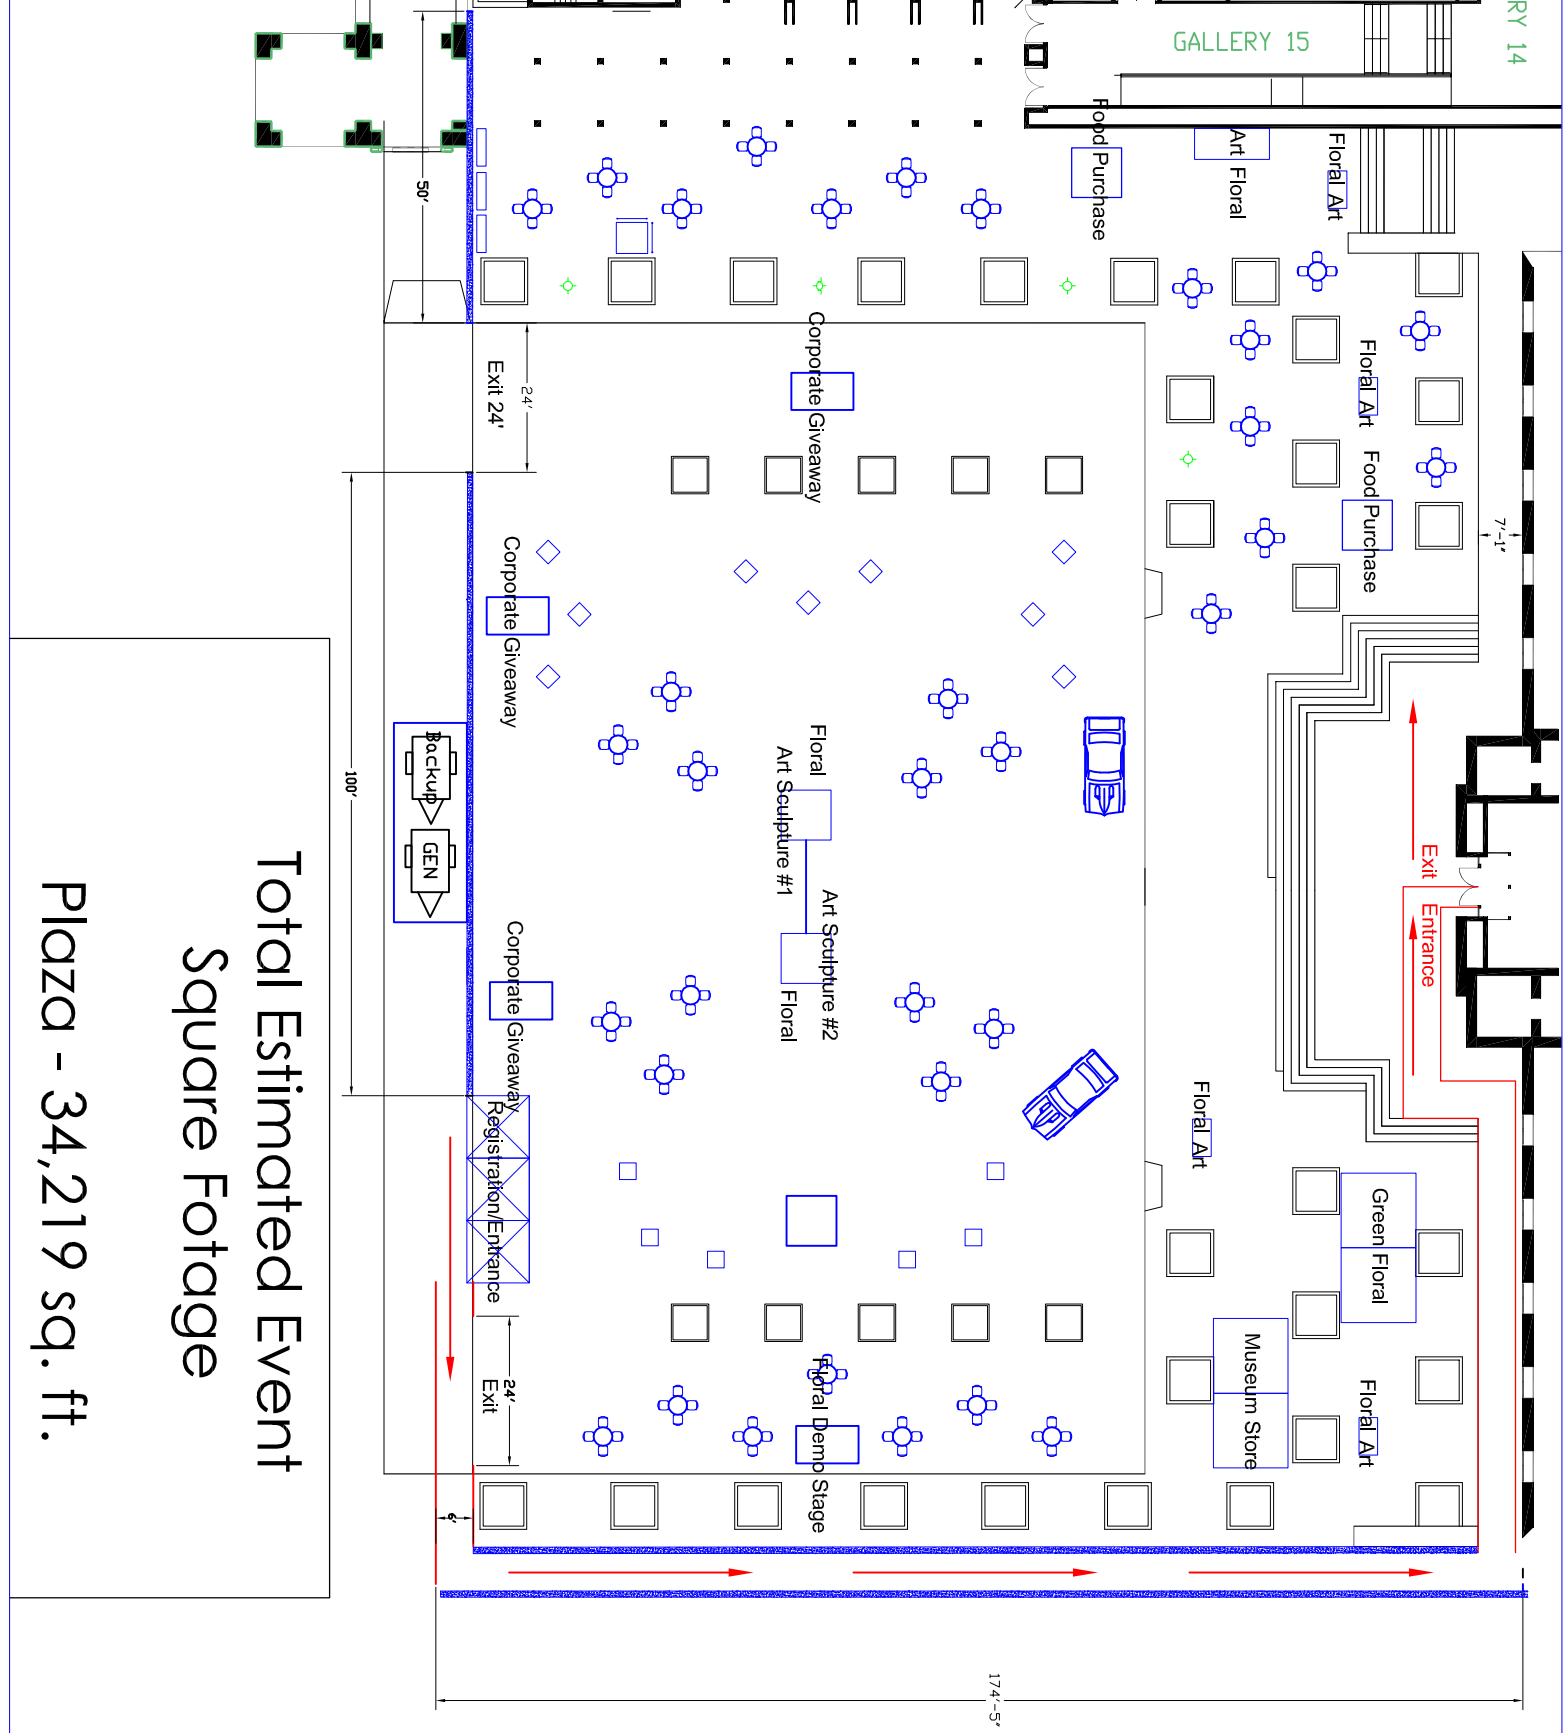 GALLERY 15
RY 14
Food Purchase
Art Floral
Floral Art
50'
Exit 24'
24'
Corporate Giveaway
Floral Art
Food Purchase
7'-1"
Corporate Giveaway
100'
Backup
GEN
Floral
Art Sculpture #1
Art Sculpture #2
Floral
Exit
Entrance
Corporate Giveaway
Registration/Entrance
Floral Art
Green Floral
Museum Store
Floral Art
24'
Exit
Floral Demo Stage
6'
174'-5"
Total Estimated Event
Square Fotage
Plaza - 34,219 sq. ft.